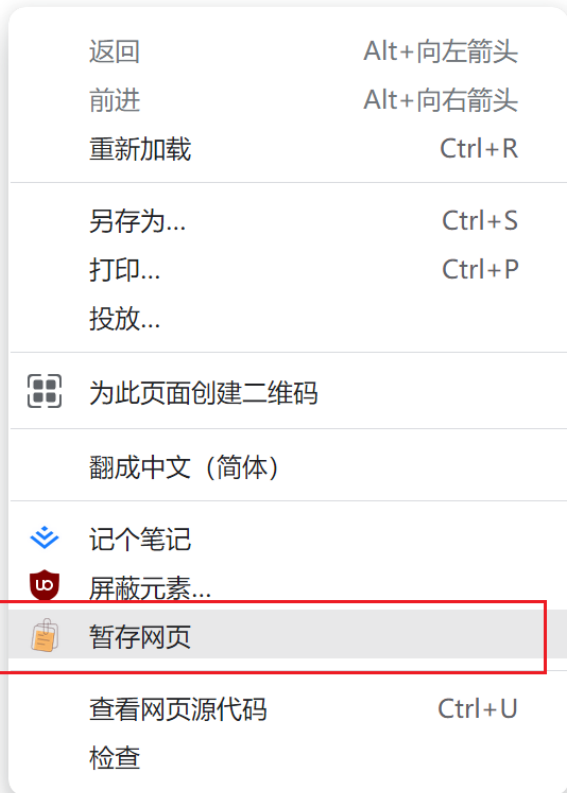 返回 Alt+向左箭头
前进 Alt+向右箭头
重新加载 Ctrl+R
另存为... Ctrl+S
打印... Ctrl+P
投放...
为此页面创建二维码
翻成中文（简体）
记个笔记
屏蔽元素...
暂存网页
查看网页源代码 Ctrl+U
检查